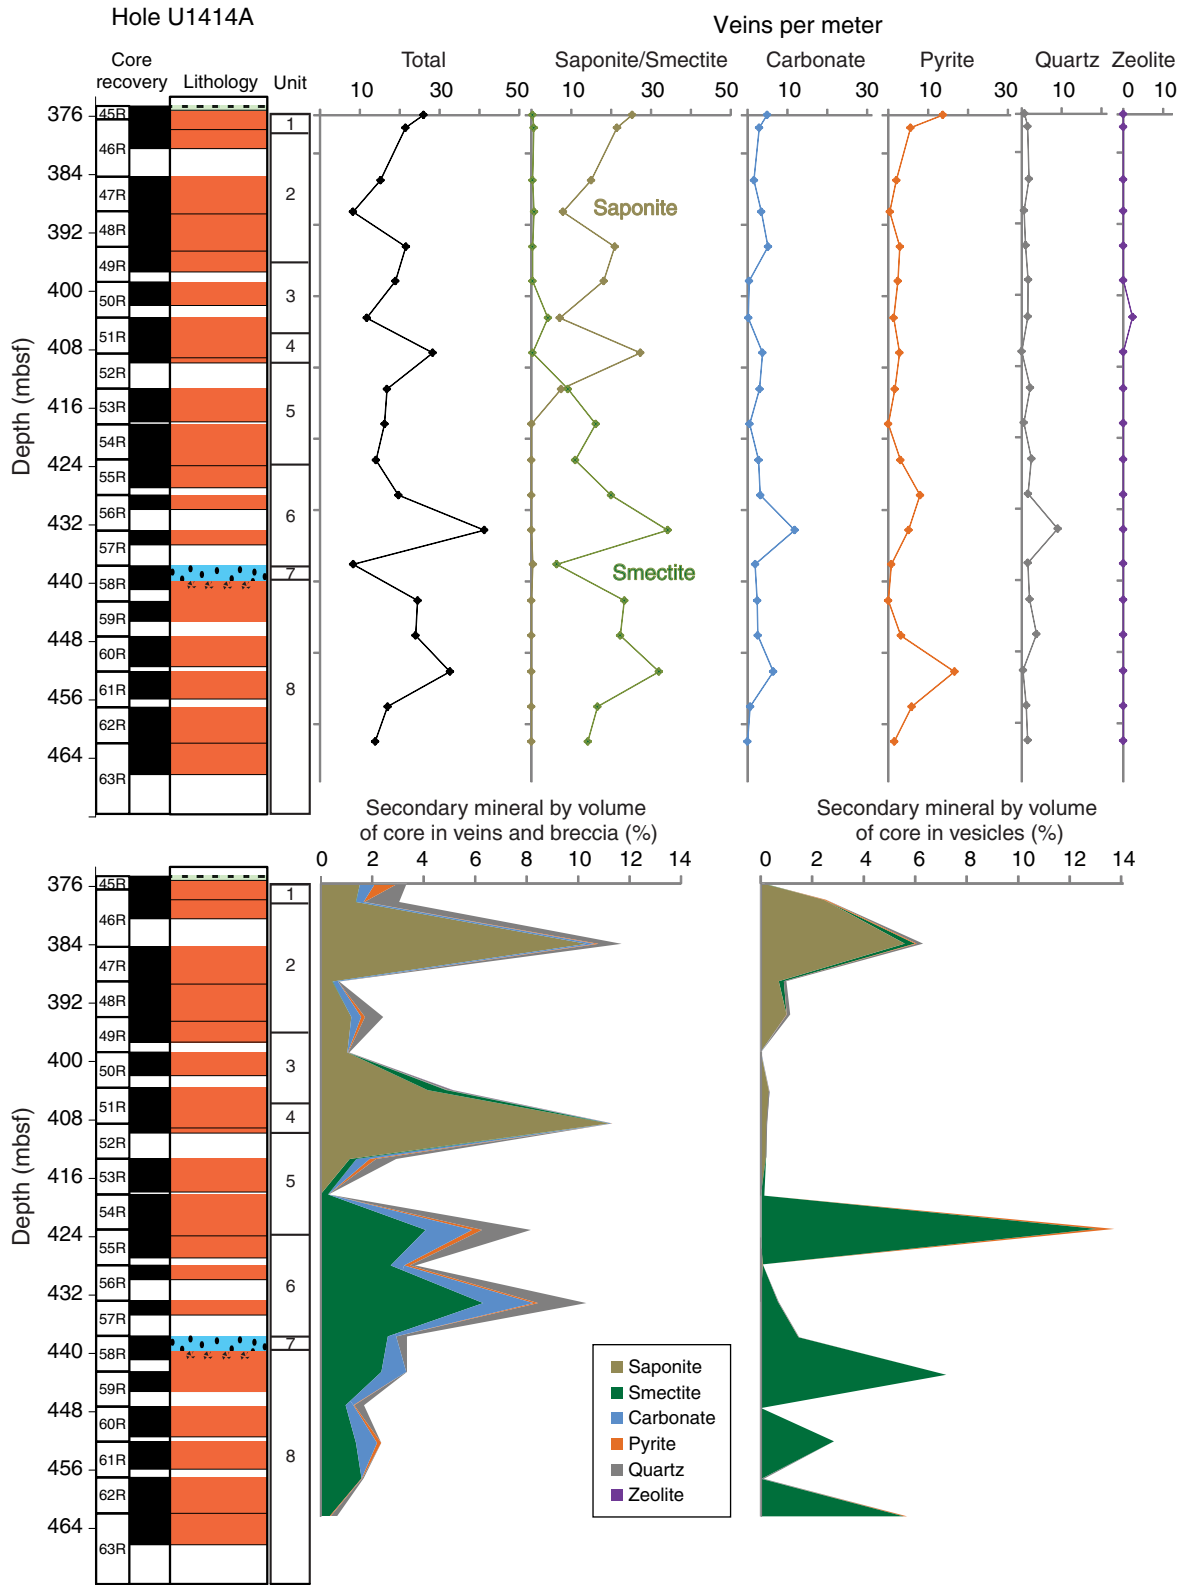 Hole U1414A
Veins per meter
Core recovery
Lithology
Unit
Total
Saponite/Smectite
Carbonate
Pyrite
Quartz
Zeolite
10 30 50
10 30 50
10 30
10 30
10
0 10
Depth (mbsf)
376
384
392
400
408
416
424
432
440
448
456
464
45R
46R
47R
48R
49R
50R
51R
52R
53R
54R
55R
56R
57R
58R
59R
60R
61R
62R
63R
1
2
3
4
5
6
7
8
Saponite
Smectite
Secondary mineral by volume
of core in veins and breccia (%)
0 2 4 6 8 10 12 14
Secondary mineral by volume
of core in vesicles (%)
0 2 4 6 8 10 12 14
Depth (mbsf)
376
384
392
400
408
416
424
432
440
448
456
464
45R
46R
47R
48R
49R
50R
51R
52R
53R
54R
55R
56R
57R
58R
59R
60R
61R
62R
63R
1
2
3
4
5
6
7
8
Saponite
Smectite
Carbonate
Pyrite
Quartz
Zeolite